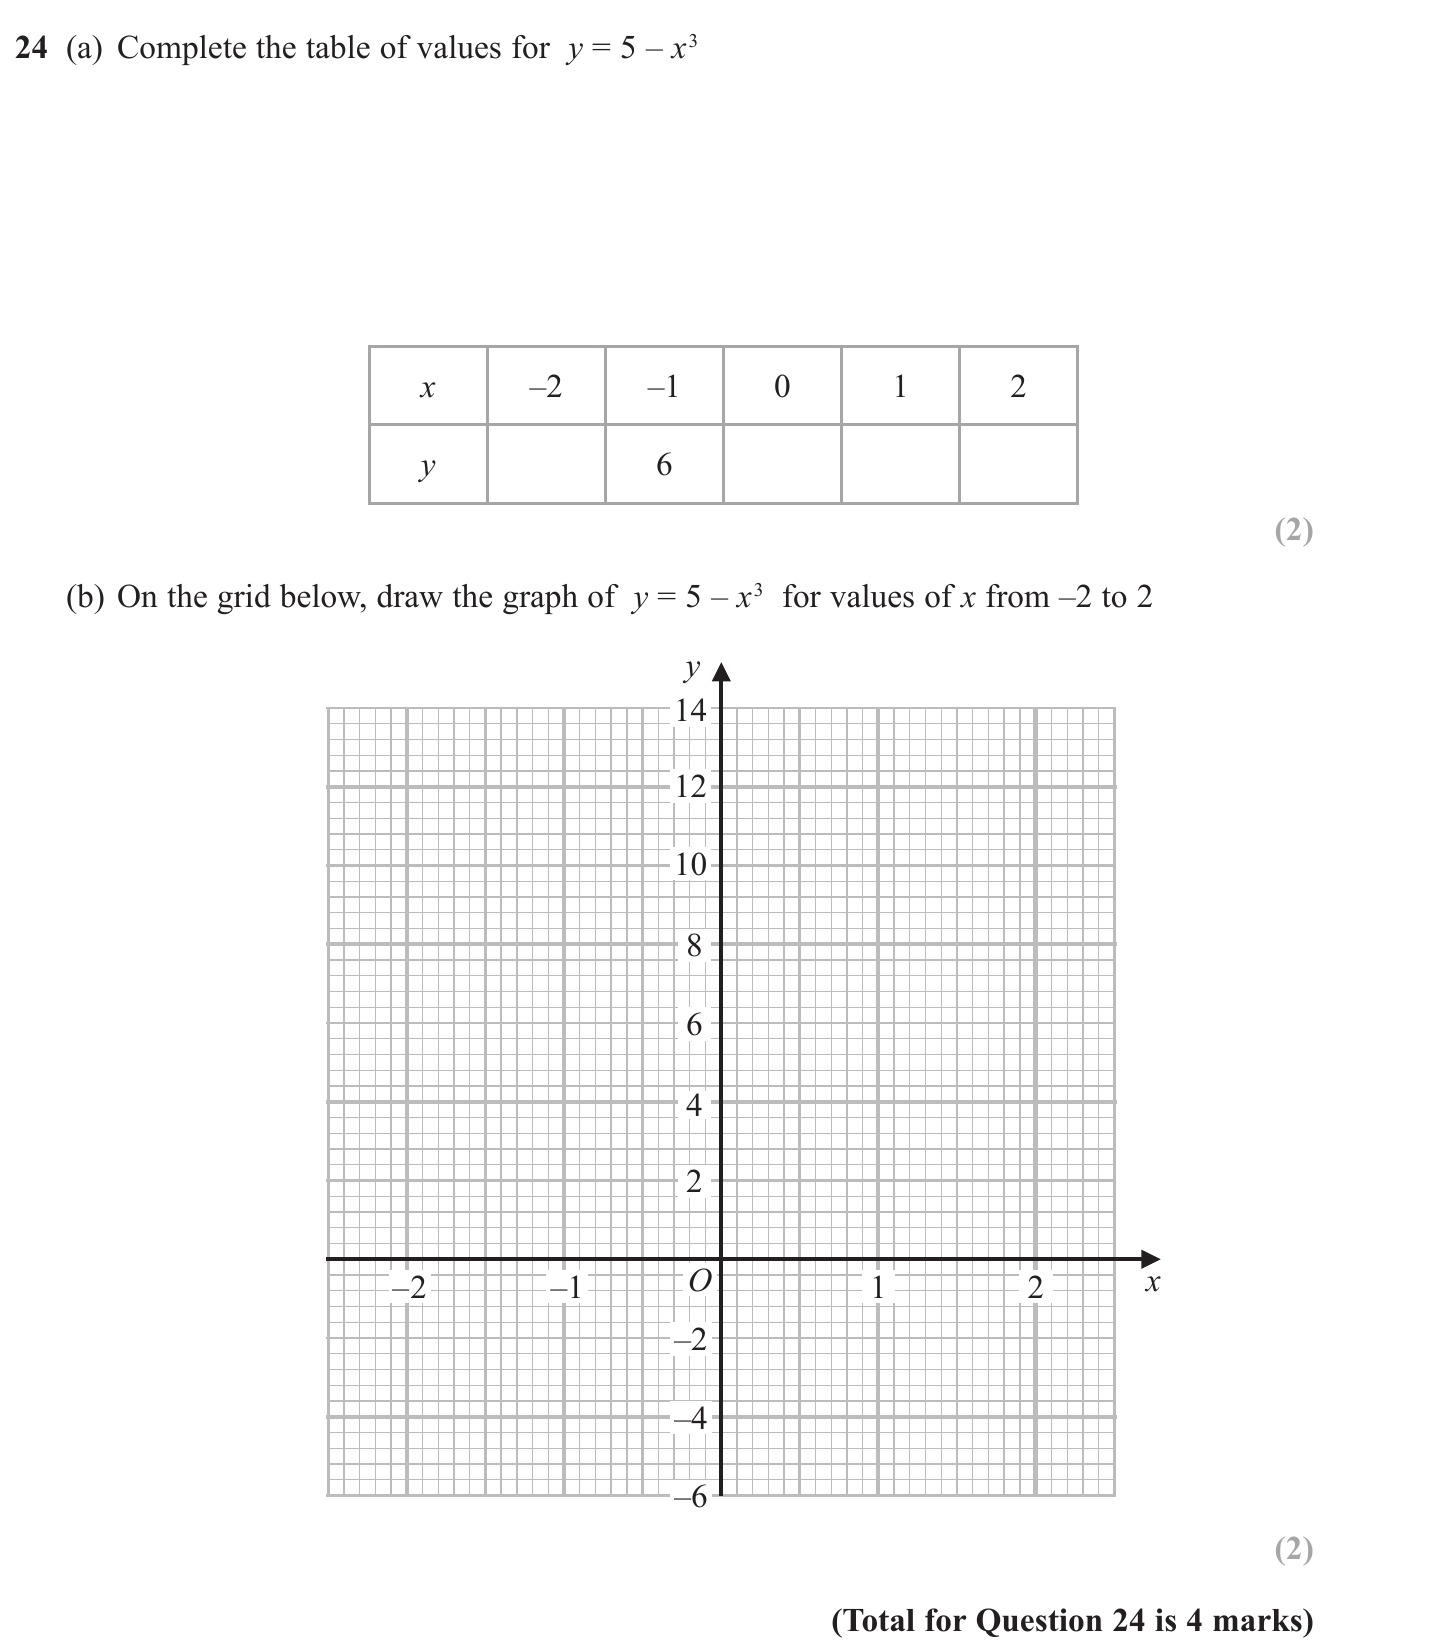 24 (a) Complete the table of values for y = 5 – x³
x –2 –1 0 1 2
y 6
(2)
(b) On the grid below, draw the graph of y = 5 – x³ for values of x from –2 to 2
y
14
12
10
8
6
4
2
–2 –1 O 1 2 x
–2
–4
–6
(2)
(Total for Question 24 is 4 marks)